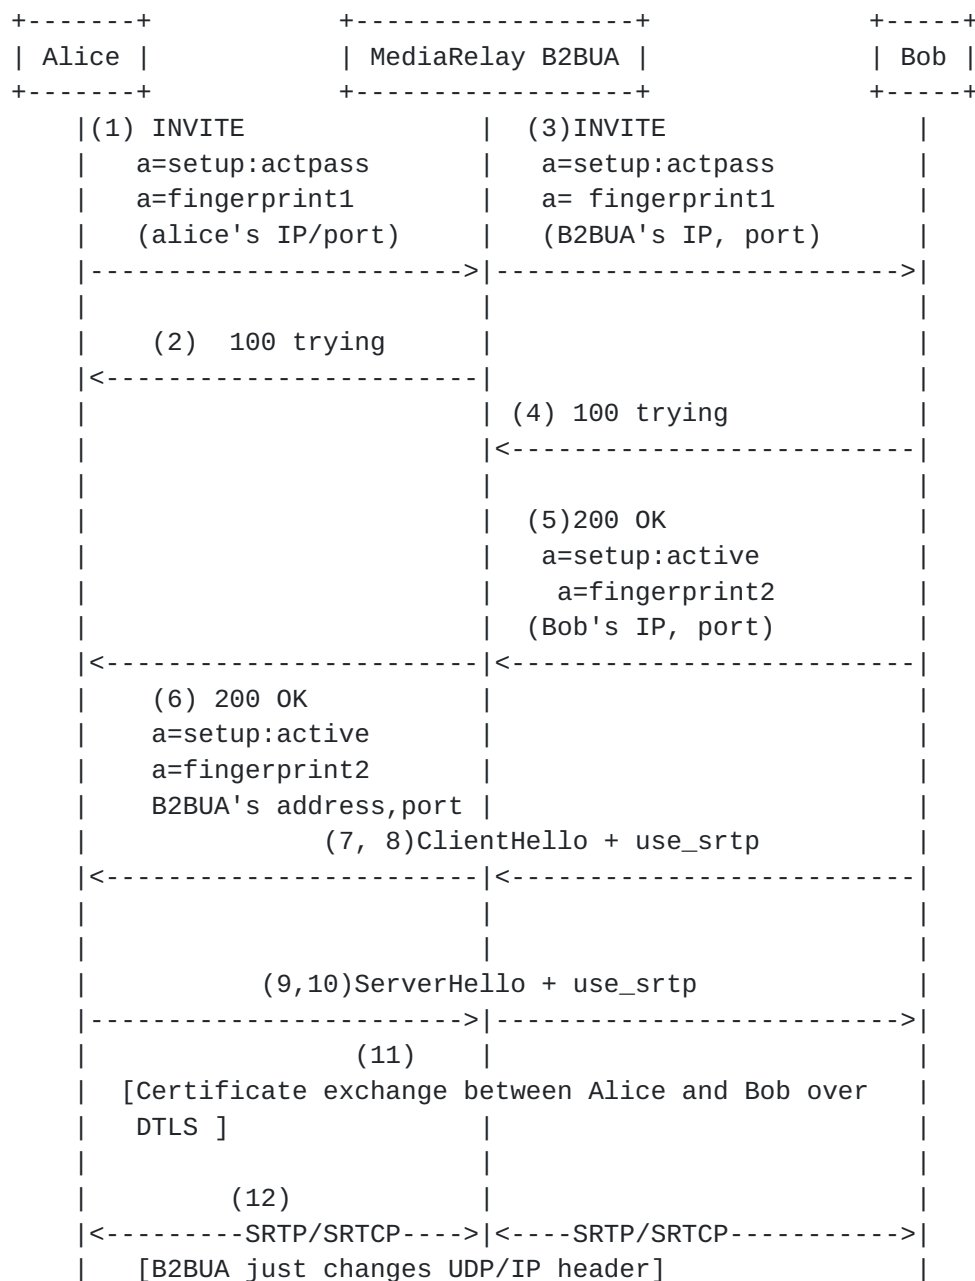 +-------+            +------------------+              +-----+
| Alice |            | MediaRelay B2BUA |              | Bob |
+-------+            +------------------+              +-----+
    |(1) INVITE               |  (3)INVITE                |
    |   a=setup:actpass       |   a=setup:actpass         |
    |   a=fingerprint1        |   a= fingerprint1         |
    |   (alice's IP/port)     |   (B2BUA's IP, port)      |
    |------------------------>|-------------------------->|
    |                         |                           |
    |    (2)  100 trying      |                           |
    |<------------------------|                           |
    |                         | (4) 100 trying            |
    |                         |<--------------------------|
    |                         |                           |
    |                         |  (5)200 OK                |
    |                         |   a=setup:active          |
    |                         |    a=fingerprint2         |
    |                         |  (Bob's IP, port)         |
    |<------------------------|<--------------------------|
    |    (6) 200 OK           |                           |
    |    a=setup:active       |                           |
    |    a=fingerprint2       |                           |
    |    B2BUA's address,port |                           |
    |               (7, 8)ClientHello + use_srtp          |
    |<------------------------|<--------------------------|
    |                         |                           |
    |                         |                           |
    |           (9,10)ServerHello + use_srtp              |
    |------------------------>|-------------------------->|
    |                 (11)    |                           |
    |  [Certificate exchange between Alice and Bob over   |
    |   DTLS ]                |                           |
    |                         |                           |
    |         (12)            |                           |
    |<---------SRTP/SRTCP---->|<----SRTP/SRTCP----------->|
    |   [B2BUA just changes UDP/IP header]                |